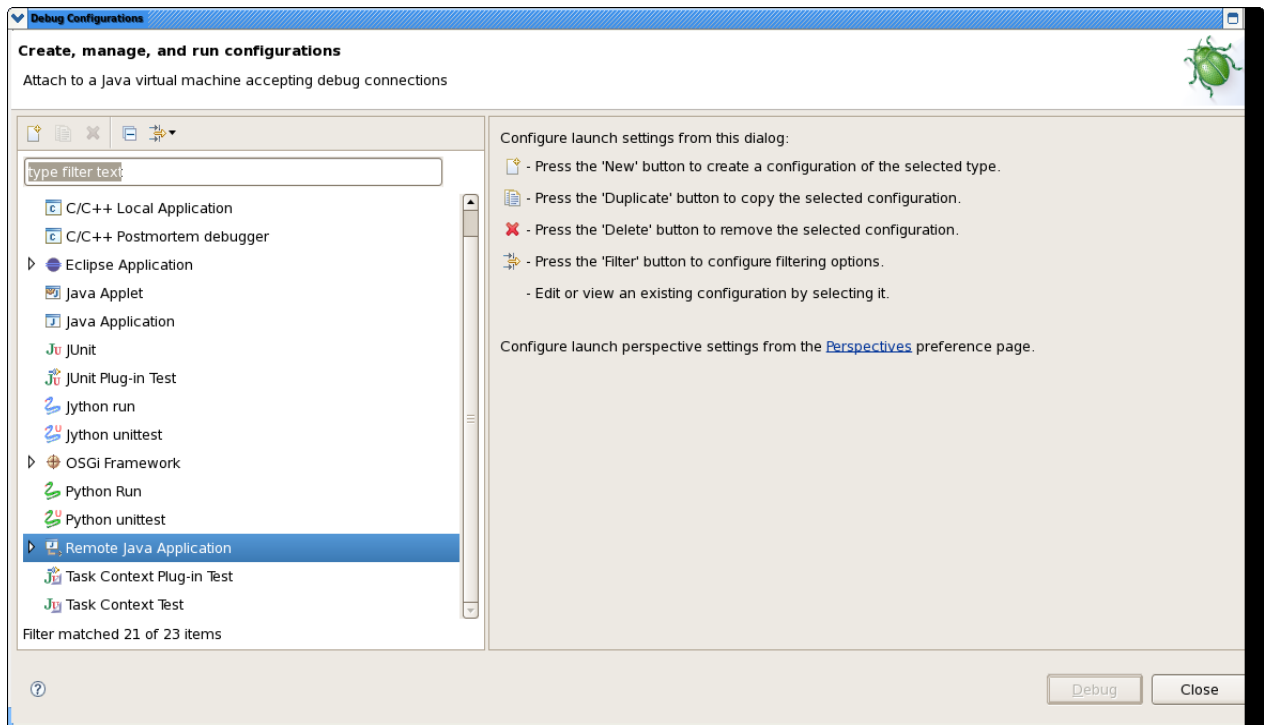 Debug Configurations
Create, manage, and run configurations
Attach to a Java virtual machine accepting debug connections
type filter text
C/C++ Local Application
C/C++ Postmortem debugger
Eclipse Application
Java Applet
Java Application
JUnit
JUnit Plug-in Test
Jython run
Jython unittest
OSGi Framework
Python Run
Python unittest
Remote Java Application
Task Context Plug-in Test
Task Context Test
Filter matched 21 of 23 items
Configure launch settings from this dialog:
- Press the 'New' button to create a configuration of the selected type.
- Press the 'Duplicate' button to copy the selected configuration.
- Press the 'Delete' button to remove the selected configuration.
- Press the 'Filter' button to configure filtering options.
- Edit or view an existing configuration by selecting it.
Configure launch perspective settings from the Perspectives preference page.
Debug
Close